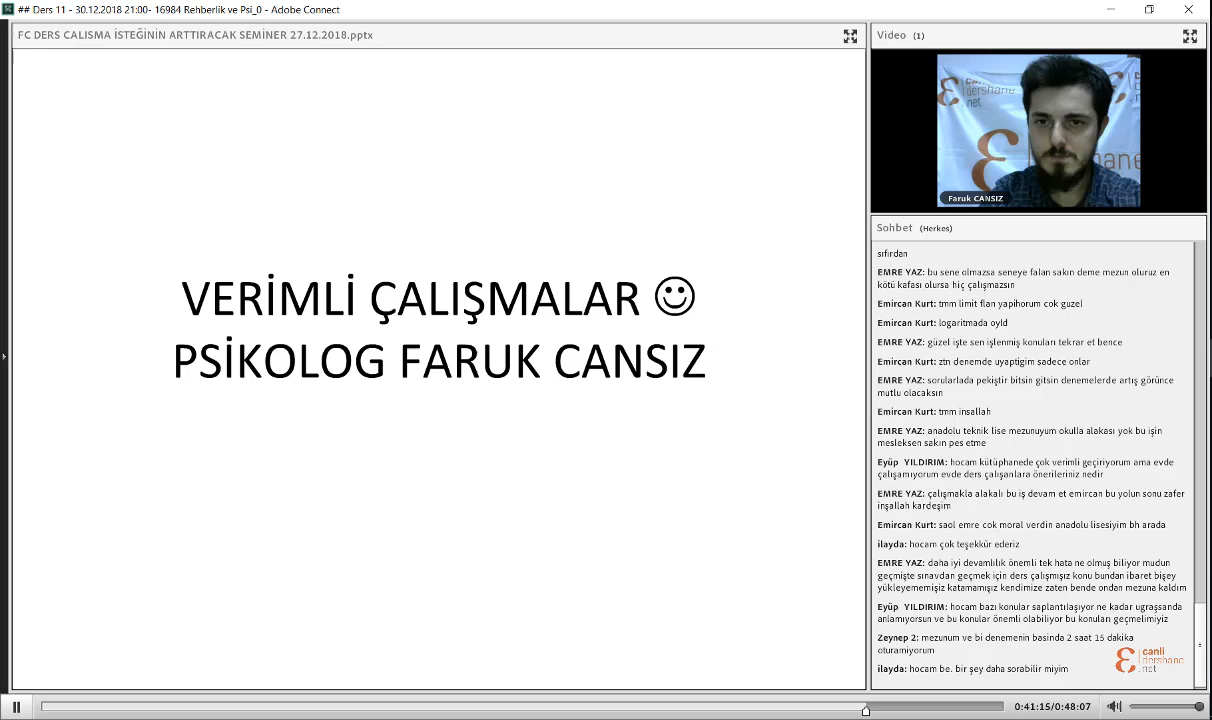 ## Ders 11 - 30.12.2018 21:00- 16984 Rehberlik ve Psi_0 - Adobe Connect
FC DERS CALISMA İSTEĞİNİN ARTTIRACAK SEMİNER 27.12.2018.pptx
VERİMLİ ÇALIŞMALAR ☺
PSİKOLOG FARUK CANSIZ
Video (1)
canlı
dershane
.net
hane
Faruk CANSIZ
Sohbet (Herkes)
sıfırdan
EMRE YAZ: bu sene olmazsa seneye falan sakın deme mezun oluruz en
kötü kafası olursa hiç çalışmazsın
Emircan Kurt: tmm limit flan yapihorum cok guzel
Emircan Kurt: logaritmada oyld
EMRE YAZ: güzel işte sen işlenmiş konuları tekrar et bence
Emircan Kurt: ztn denemde uyaptigim sadece onlar
EMRE YAZ: sorularlada pekiştir bitsin gitsin denemelerde artış görünce
mutlu olacaksın
Emircan Kurt: tmm insallah
EMRE YAZ: anadolu teknik lise mezunuyum okulla alakası yok bu işin
mesleksen sakın pes etme
Eyüp YILDIRIM: hocam kütüphanede çok verimli geçiriyorum ama evde
çalışamıyorum evde ders çalışanlara önerileriniz nedir
EMRE YAZ: çalışmakla alakalı bu iş devam et emircan bu yolun sonu zafer
inşallah kardeşim
Emircan Kurt: saol emre cok moral verdin anadolu lisesiyim bh arada
ilayda: hocam çok teşekkür ederiz
EMRE YAZ: daha iyi devamlılık önemli tek hata ne olmuş biliyor mudun
geçmişte sınavdan geçmek için ders çalışmışız konu bundan ibaret bişey
yükleyememişiz katamamışız kendimize zaten bende ondan mezuna kaldım
Eyüp YILDIRIM: hocam bazı konular saplantılaşıyor ne kadar ugraşsanda
anlamıyorsun ve bu konular önemli olabiliyor bu konuları geçmelimiyiz
Zeynep 2: mezunum ve bi denemenin basinda 2 saat 15 dakika
oturamiyorum
ilayda: hocam be. bir şey daha sorabilir miyim
canlı
dershane
.net
0:41:15/0:48:07